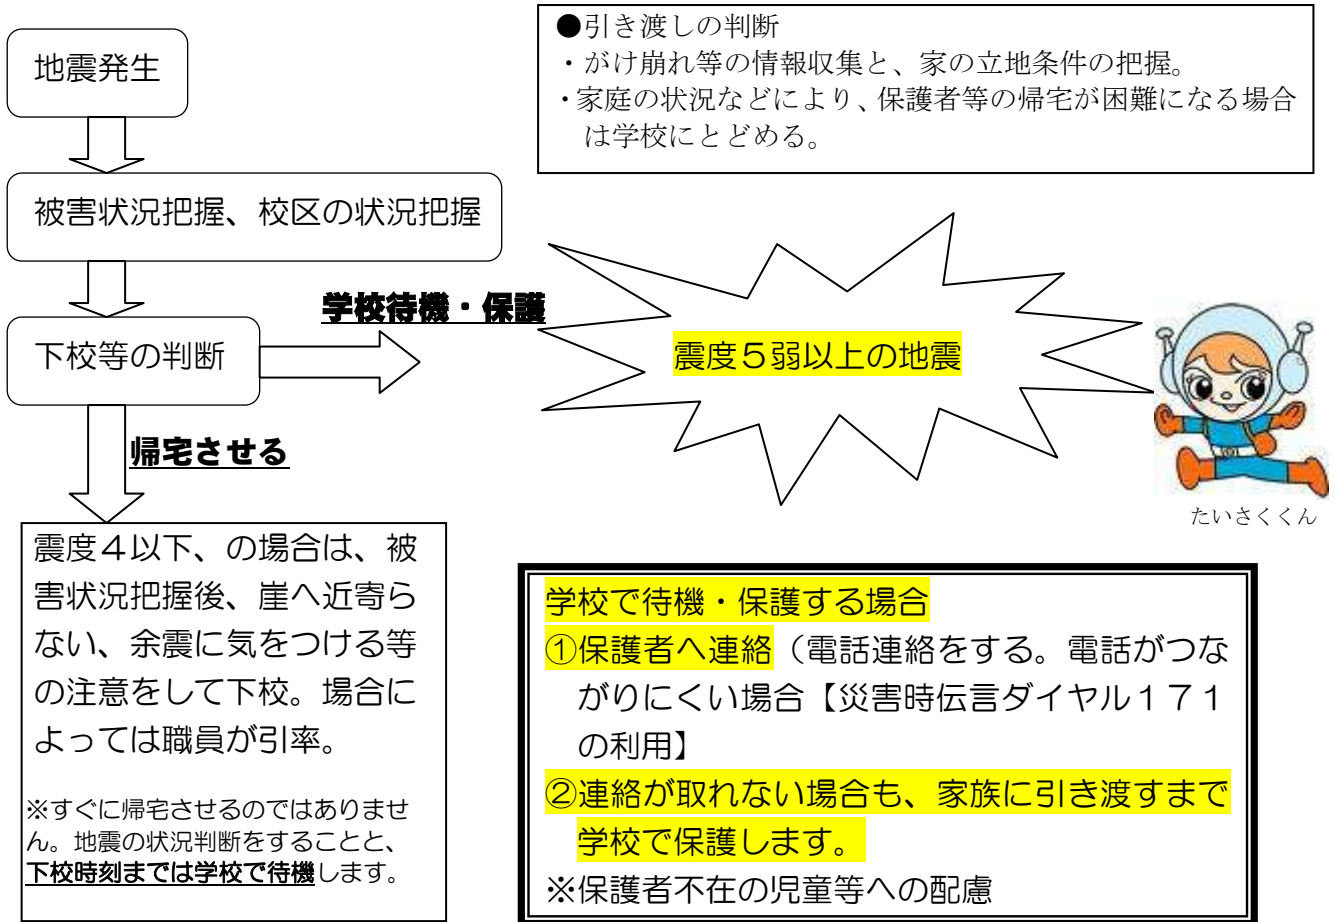 地震発生
●引き渡しの判断
・がけ崩れ等の情報収集と、家の立地条件の把握。
・家庭の状況などにより、保護者等の帰宅が困難になる場合
は学校にとどめる。
被害状況把握、校区の状況把握
学校待機・保護
下校等の判断
震度５弱以上の地震
帰宅させる
たいさくくん
震度４以下、の場合は、被
害状況把握後、崖へ近寄ら
ない、余震に気をつける等
の注意をして下校。場合に
よっては職員が引率。
※すぐに帰宅させるのではありませ
ん。地震の状況判断をすることと、
下校時刻までは学校で待機します。
学校で待機・保護する場合
①保護者へ連絡（電話連絡をする。電話がつな
がりにくい場合【災害時伝言ダイヤル１７１
の利用】
②連絡が取れない場合も、家族に引き渡すまで
学校で保護します。
※保護者不在の児童等への配慮